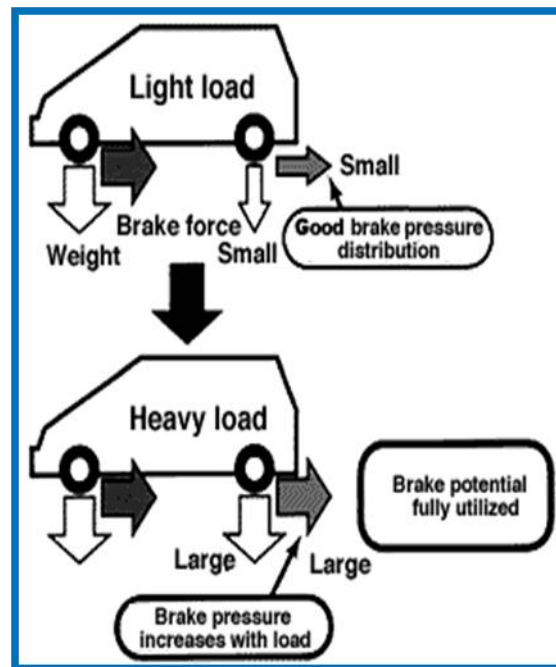 Light load
Small
Brake force
Weight
Small
Good brake pressure
distribution
Heavy load
Brake potential
fully utilized
Large
Large
Brake pressure
increases with load